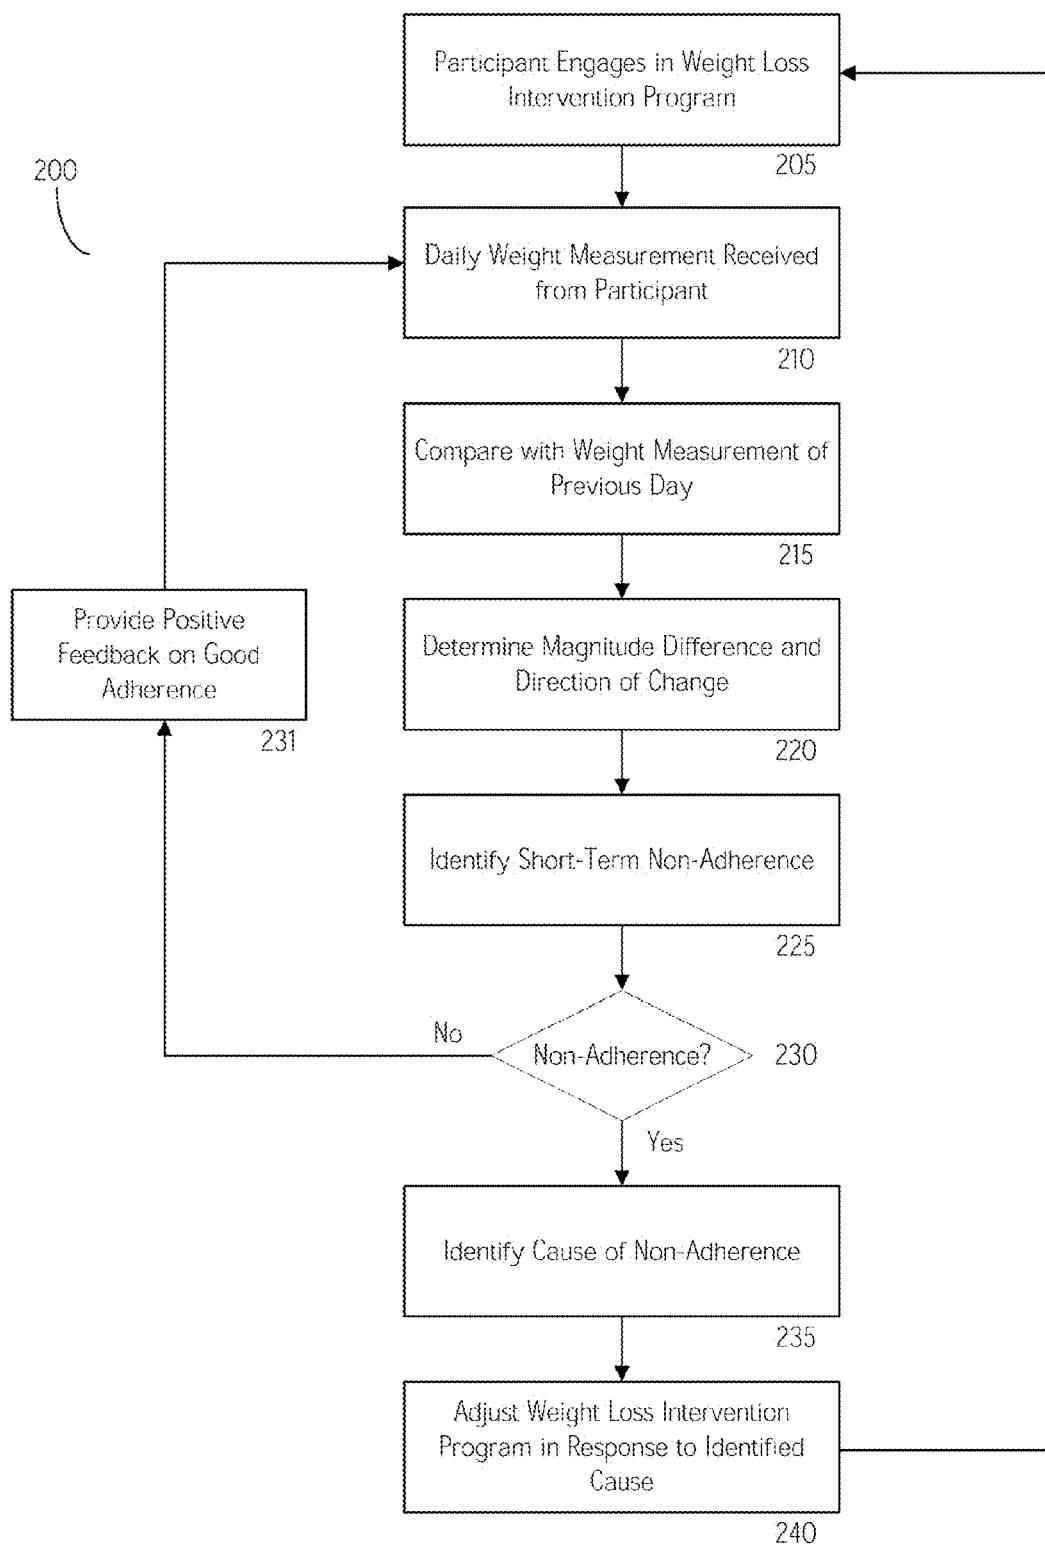 Participant Engages in Weight Loss
Intervention Program
205
200
Daily Weight Measurement Received
from Participant
210
Compare with Weight Measurement of
Previous Day
215
Provide Positive
Feedback on Good
Adherence
231
Determine Magnitude Difference and
Direction of Change
220
Identify Short-Term Non-Adherence
225
No
Non-Adherence?
230
Yes
Identify Cause of Non-Adherence
235
Adjust Weight Loss Intervention
Program in Response to Identified
Cause
240